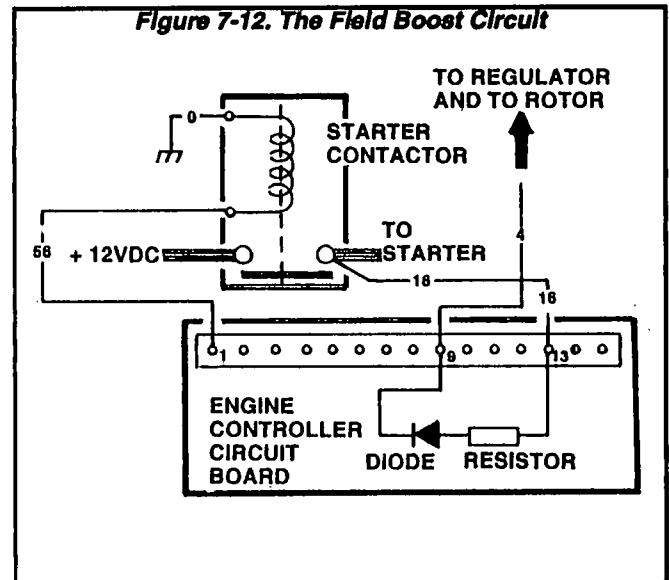 Figure 7-12. The Field Boost Circuit
TO REGULATOR
AND TO ROTOR
0
STARTER
CONTACTOR
56
+ 12VDC
TO
STARTER
4
16
16
1
9
13
ENGINE
CONTROLLER
CIRCUIT
BOARD
DIODE
RESISTOR